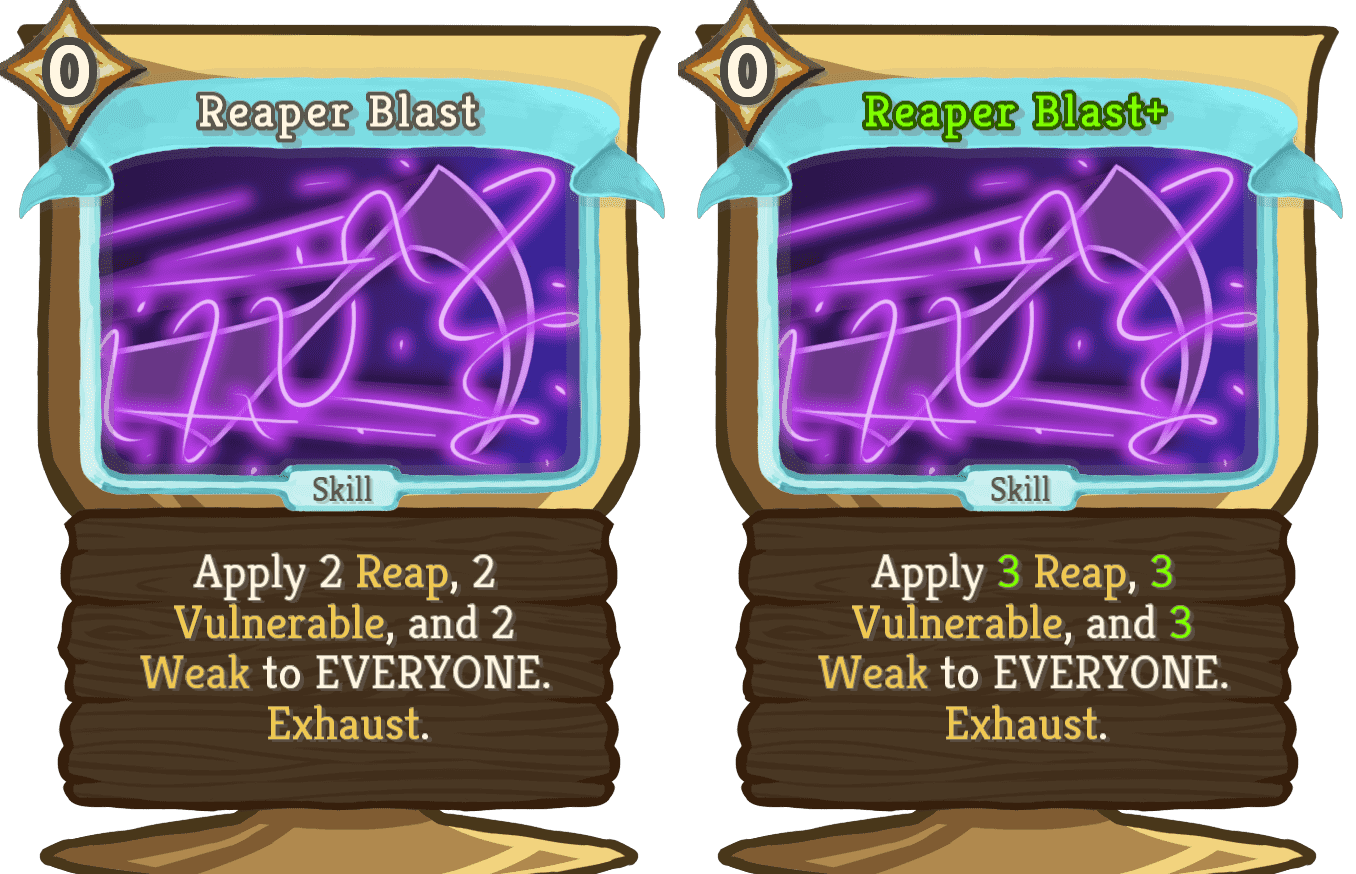 0
Reaper Blast
Skill
Apply 2 Reap, 2
Vulnerable, and 2
Weak to EVERYONE.
Exhaust.
0
Reaper Blast+
Skill
Apply 3 Reap, 3
Vulnerable, and 3
Weak to EVERYONE.
Exhaust.